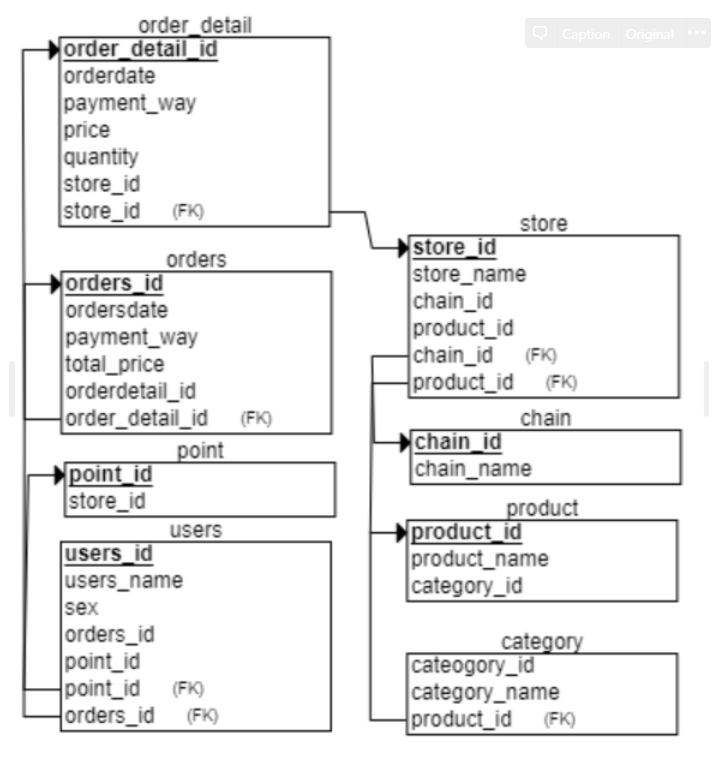 order_detail
order_detail_id
orderdate
payment_way
price
quantity
store_id
store_id (FK)
orders
orders_id
ordersdate
payment_way
total_price
orderdetail_id
order_detail_id (FK)
point
point_id
store_id
users
users_id
users_name
sex
orders_id
point_id
point_id (FK)
orders_id (FK)
Caption Original
store
store_id
store_name
chain_id
product_id
chain_id (FK)
product_id (FK)
chain
chain_id
chain_name
product
product_id
product_name
category_id
category
cateogory_id
category_name
product_id (FK)